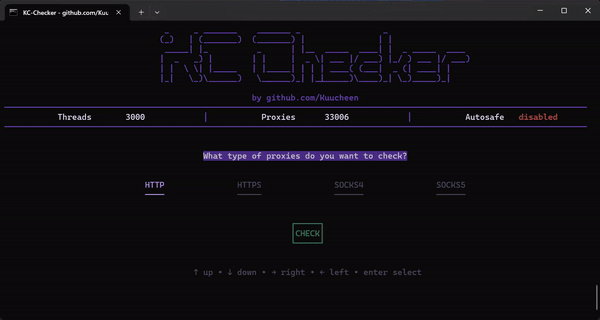 KC-Checker - github.com/Kuu
KC Checker
by github.com/Kuucheen
Threads 3000 | Proxies 33006 | Autosafe disabled
What type of proxies do you want to check?
HTTP HTTPS SOCKS4 SOCKS5
CHECK
↑ up • ↓ down • → right • ← left • enter select